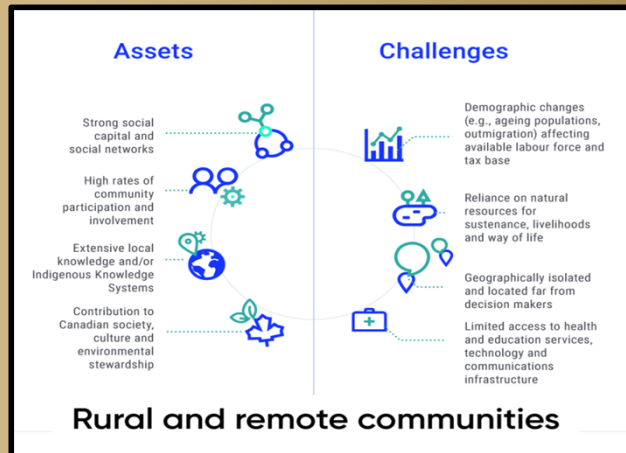 Assets
Strong social
capital and
social networks
High rates of
community
participation and
involvement
Extensive local
knowledge and/or
Indigenous Knowledge
Systems
Contribution to
Canadian society,
culture and
environmental
stewardship
Challenges
Demographic changes
(e.g., ageing populations,
outmigration) affecting
available labour force and
tax base
Reliance on natural
resources for
sustenance, livelihoods
and way of life
Geographically isolated
and located far from
decision makers
Limited access to health
and education services,
technology and
communications
infrastructure
Rural and remote communities